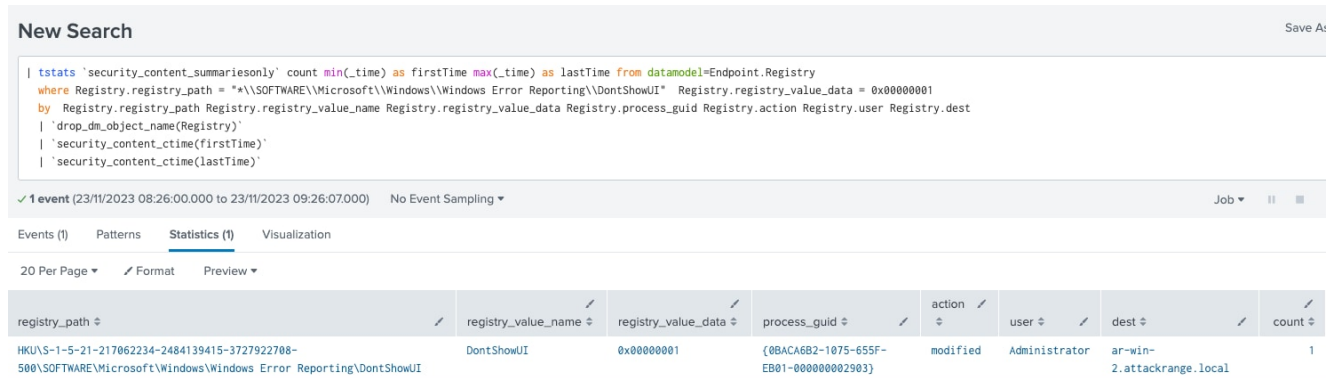 New Search
Save As
| tstats `security_content_summariesonly` count min(_time) as firstTime max(_time) as lastTime from datamodel=Endpoint.Registry
where Registry.registry_path = "*\\SOFTWARE\\Microsoft\\Windows\\Windows Error Reporting\\DontShowUI" Registry.registry_value_data = 0x00000001
by Registry.registry_path Registry.registry_value_name Registry.registry_value_data Registry.process_guid Registry.action Registry.user Registry.dest
| `drop_dm_object_name(Registry)`
| `security_content_ctime(firstTime)`
| `security_content_ctime(lastTime)`
1 event (23/11/2023 08:26:00.000 to 23/11/2023 09:26:07.000) No Event Sampling
Job
Events (1) Patterns Statistics (1) Visualization
20 Per Page Format Preview
registry_path registry_value_name registry_value_data process_guid action user dest count
HKU\S-1-5-21-217062234-2484139415-3727922708- DontShowUI 0x00000001 {0BACA6B2-1075-655F- modified Administrator ar-win- 1
500\SOFTWARE\Microsoft\Windows\Windows Error Reporting\DontShowUI EB01-000000002903} 2.attackrange.local